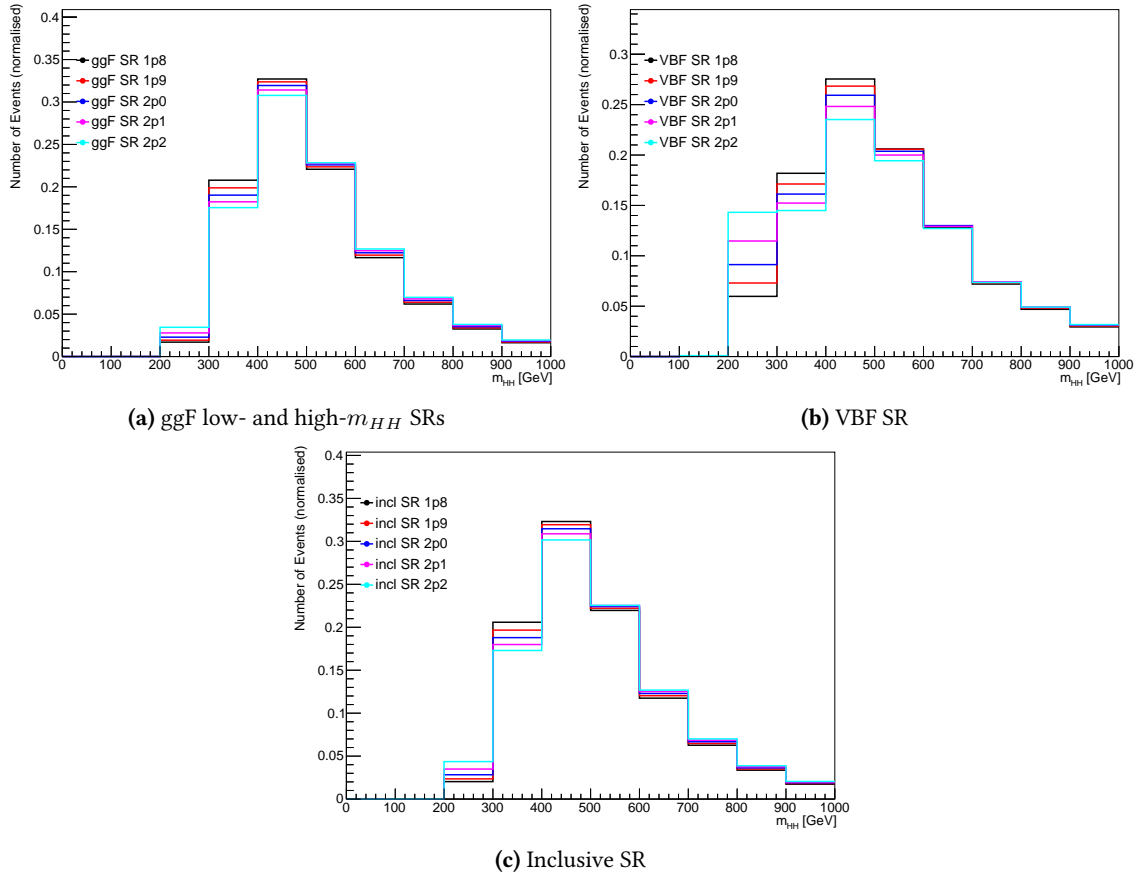 Number of Events (normalised)
0.4
0.35
0.3
0.25
0.2
0.15
0.1
0.05
0
ggF SR 1p8
ggF SR 1p9
ggF SR 2p0
ggF SR 2p1
ggF SR 2p2
0 100 200 300 400 500 600 700 800 900 1000
m_HH [GeV]
(a) ggF low- and high-m_HH SRs
Number of Events (normalised)
0.3
0.25
0.2
0.15
0.1
0.05
0
VBF SR 1p8
VBF SR 1p9
VBF SR 2p0
VBF SR 2p1
VBF SR 2p2
0 100 200 300 400 500 600 700 800 900 1000
m_HH [GeV]
(b) VBF SR
Number of Events (normalised)
0.4
0.35
0.3
0.25
0.2
0.15
0.1
0.05
0
incl SR 1p8
incl SR 1p9
incl SR 2p0
incl SR 2p1
incl SR 2p2
0 100 200 300 400 500 600 700 800 900 1000
m_HH [GeV]
(c) Inclusive SR